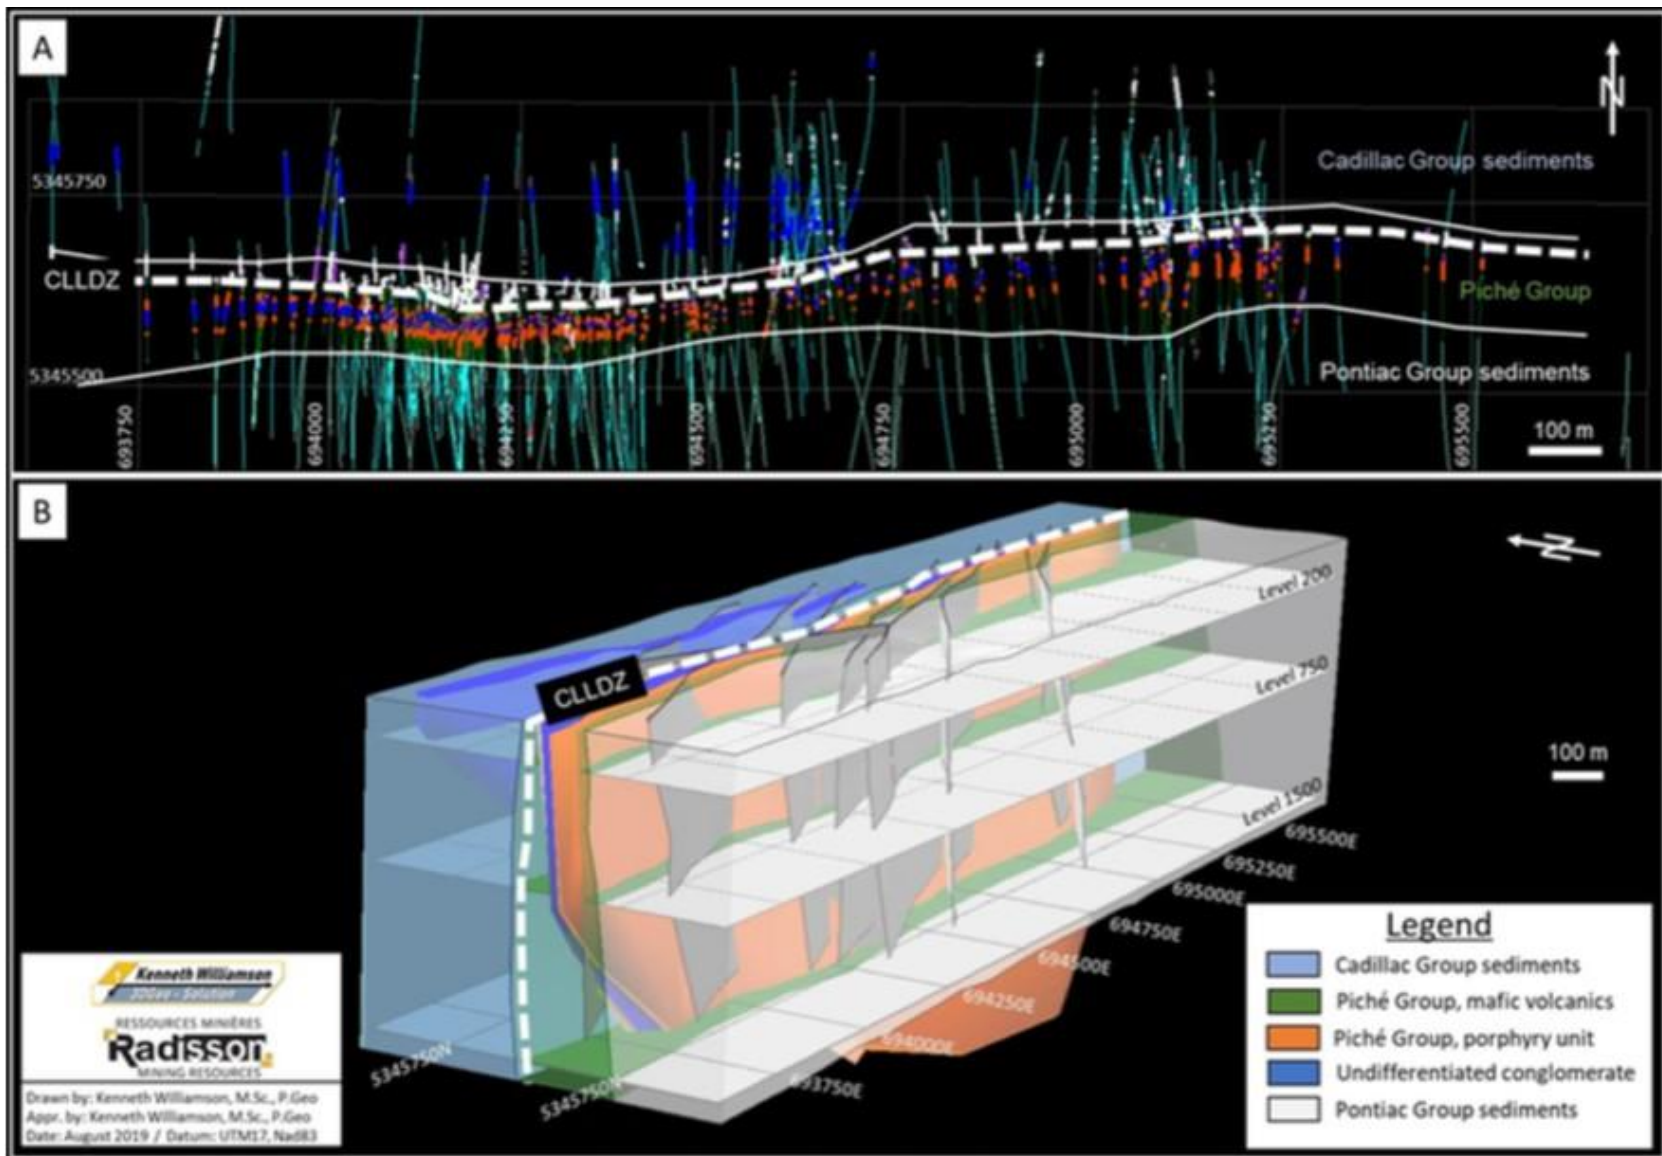 A
N
Cadillac Group sediments
5345750
CLLDZ
Piché Group
5345500
Pontiac Group sediments
693750
694000
694250
694500
694750
695000
695250
695500
100 m
B
N
Level 200
CLLDZ
Level 750
100 m
Level 1500
695500E
695250E
695000E
694750E
694500E
694250E
694000E
693750E
5345750N
5345750N
Legend
Cadillac Group sediments
Piché Group, mafic volcanics
Piché Group, porphyry unit
Undifferentiated conglomerate
Pontiac Group sediments
Kenneth Williamson
3DGeo - Solution
RESSOURCES MINIÈRES
Radisson
MINING RESOURCES
Drawn by: Kenneth Williamson, M.Sc., P.Geo
Appr. by: Kenneth Williamson, M.Sc., P.Geo
Date: August 2019 / Datum: UTM17, Nad83